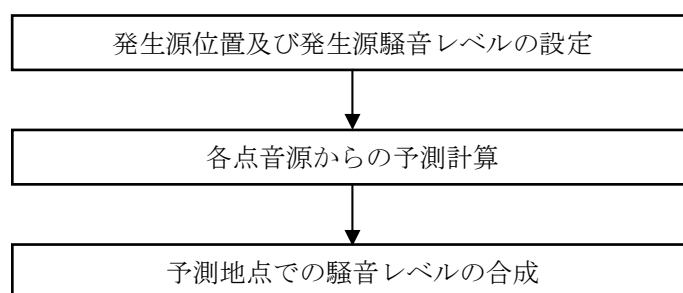 発生源位置及び発生源騒音レベルの設定
各点音源からの予測計算
予測地点での騒音レベルの合成